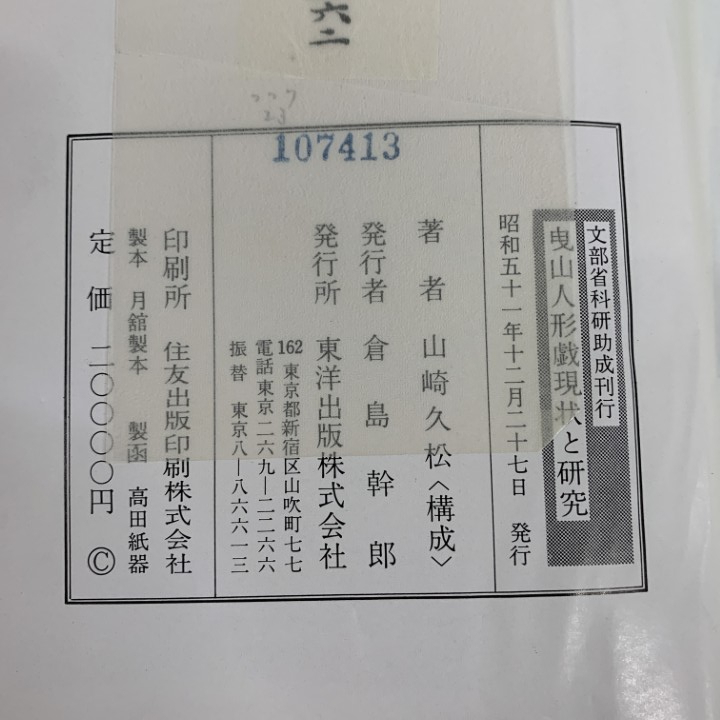 六二
107413
文部省科研助成刊行
曳山人形戯現状と研究
昭和五十一年十二月二十七日　発行
著者　山崎久松〈構成〉
発行者　倉島幹郎
発行所　東洋出版株式会社
162 東京都新宿区山吹町七七
電話東京二六九―二二六六
振替　東京八―八六六一三
印刷所　住友出版印刷株式会社
製本　月舘製本　製函　高田紙器
定価　二〇〇〇〇円　©